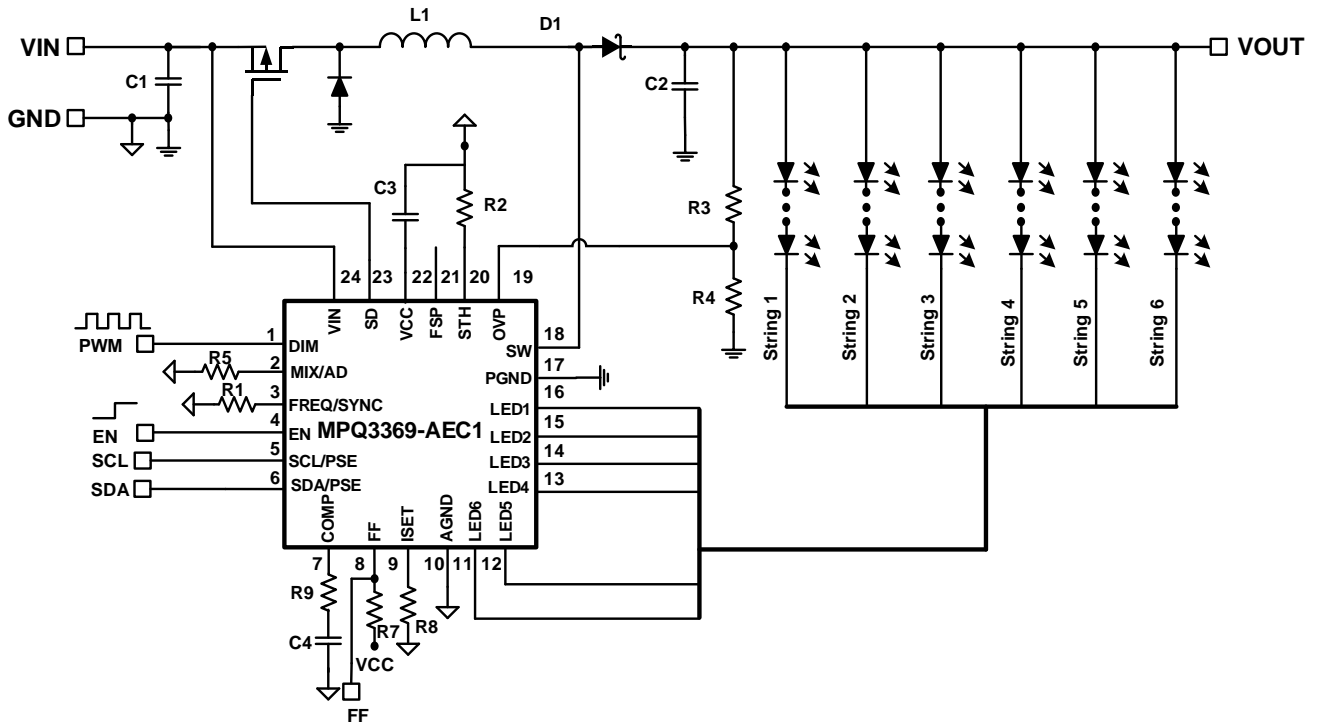 L1
D1
VIN
VOUT
C1
C2
GND
C3
R2
R3
R4
24 23 22 21 20 19
VIN
SD
VCC
FSP
STH
OVP
String 1
String 2
String 3
String 4
String 5
String 6
PWM
1
DIM
R5
2
MIX/AD
R1
3
FREQ/SYNC
EN
4
EN
MPQ3369-AEC1
SCL
5
SCL/PSE
SDA
6
SDA/PSE
18
SW
17
PGND
16
LED1
15
LED2
14
LED3
13
LED4
COMP
FF
ISET
AGND
LED6
LED5
7 8 9 10 11 12
R9
R7
R8
C4
VCC
FF